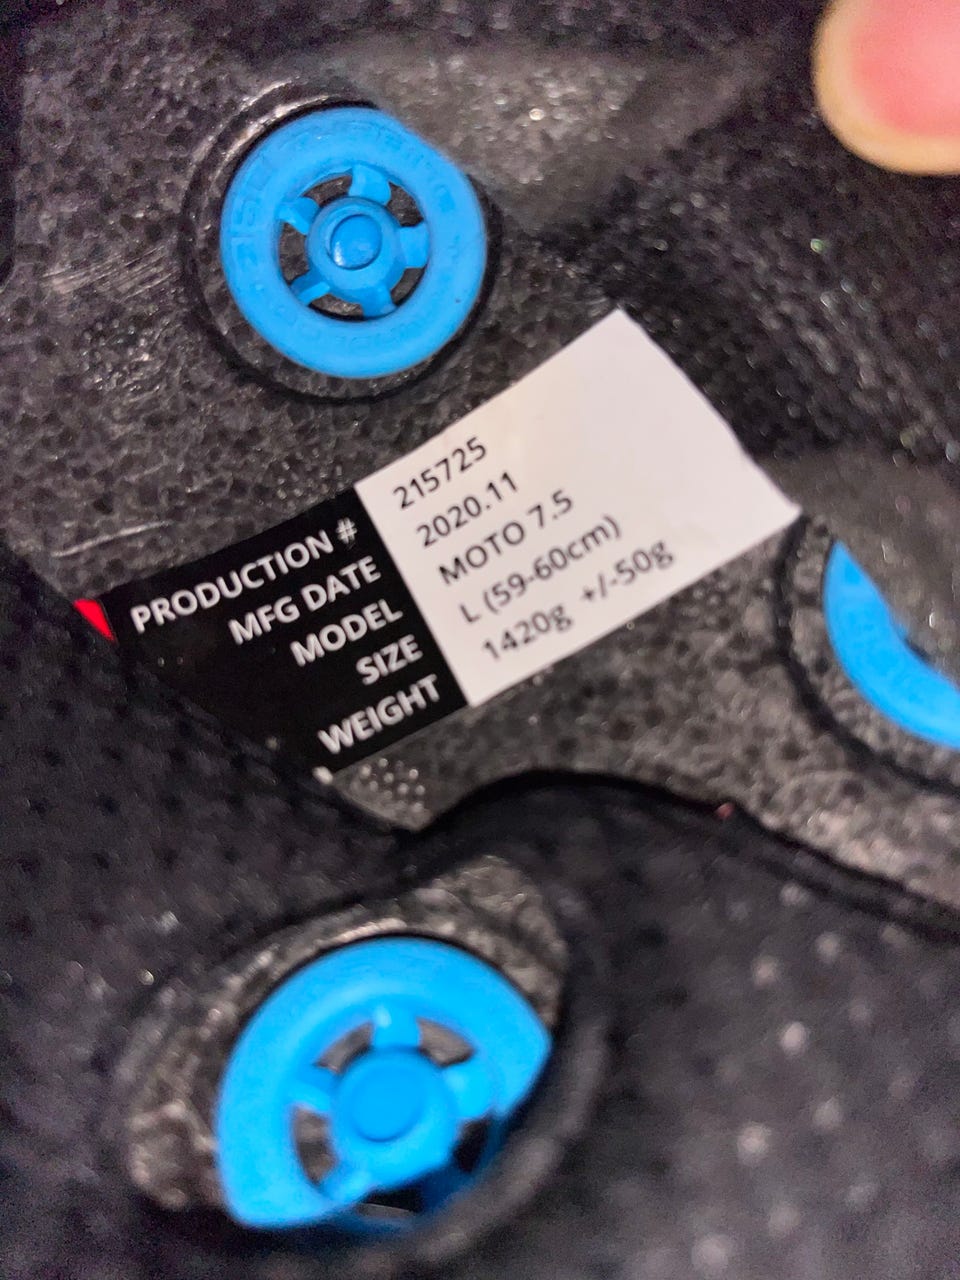 PRODUCTION # 215725
MFG DATE 2020.11
MODEL MOTO 7.5
SIZE L (59-60cm)
WEIGHT 1420g +/-50g